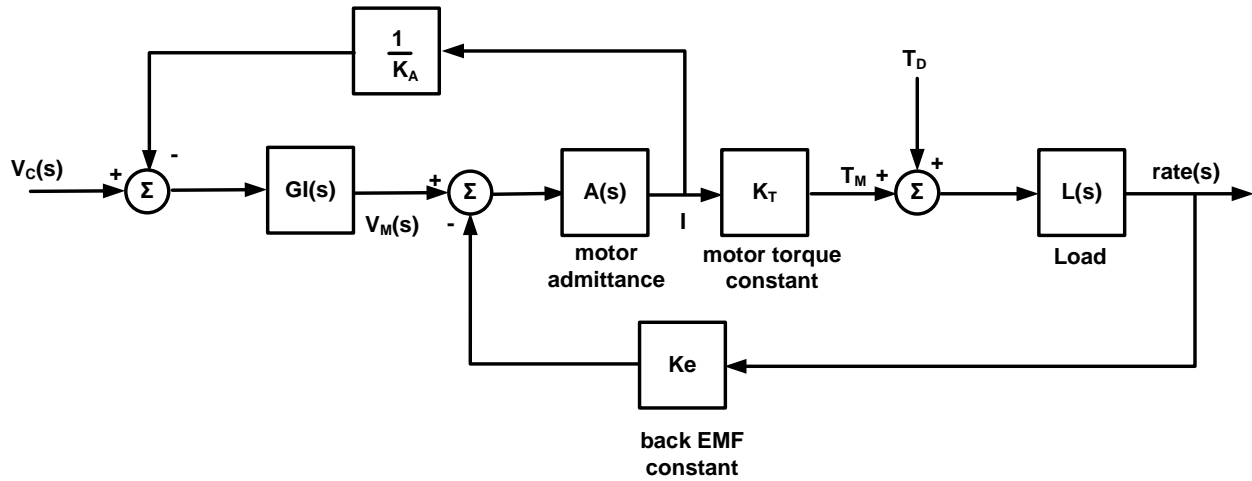 1
K_A
T_D
V_C(s)
+
-
Σ
GI(s)
V_M(s)
+
-
Σ
A(s)
motor
admittance
I
K_T
motor torque
constant
T_M
+
+
Σ
L(s)
Load
rate(s)
Ke
back EMF
constant